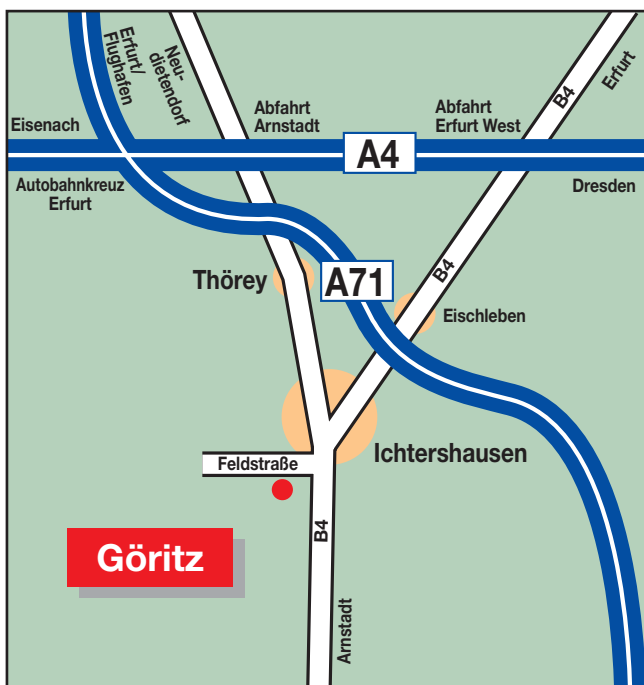 Erfurt/
Flughafen
Neu-
dietendorf
B4
Erfurt
Abfahrt
Arnstadt
Abfahrt
Erfurt West
Eisenach
A4
Autobahnkreuz
Erfurt
Dresden
Thörey
A71
B4
Eischleben
Ichtershausen
Feldstraße
B4
Göritz
Arnstadt